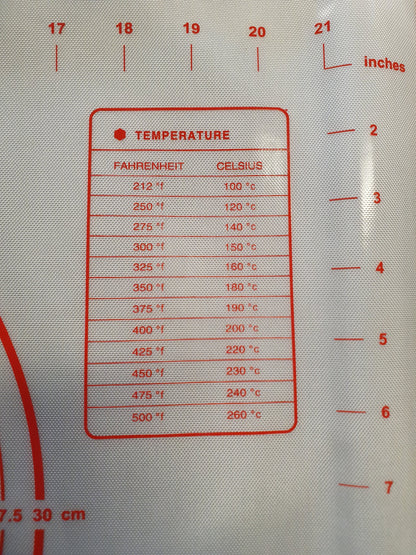 17 18 19 20 21
inches
TEMPERATURE
FAHRENHEIT CELSIUS
212 °f 100 °c
250 °f 120 °c
275 °f 140 °c
300 °f 150 °c
325 °f 160 °c
350 °f 180 °c
375 °f 190 °c
400 °f 200 °c
425 °f 220 °c
450 °f 230 °c
475 °f 240 °c
500 °f 260 °c
2
3
4
5
6
7
7.5 30 cm